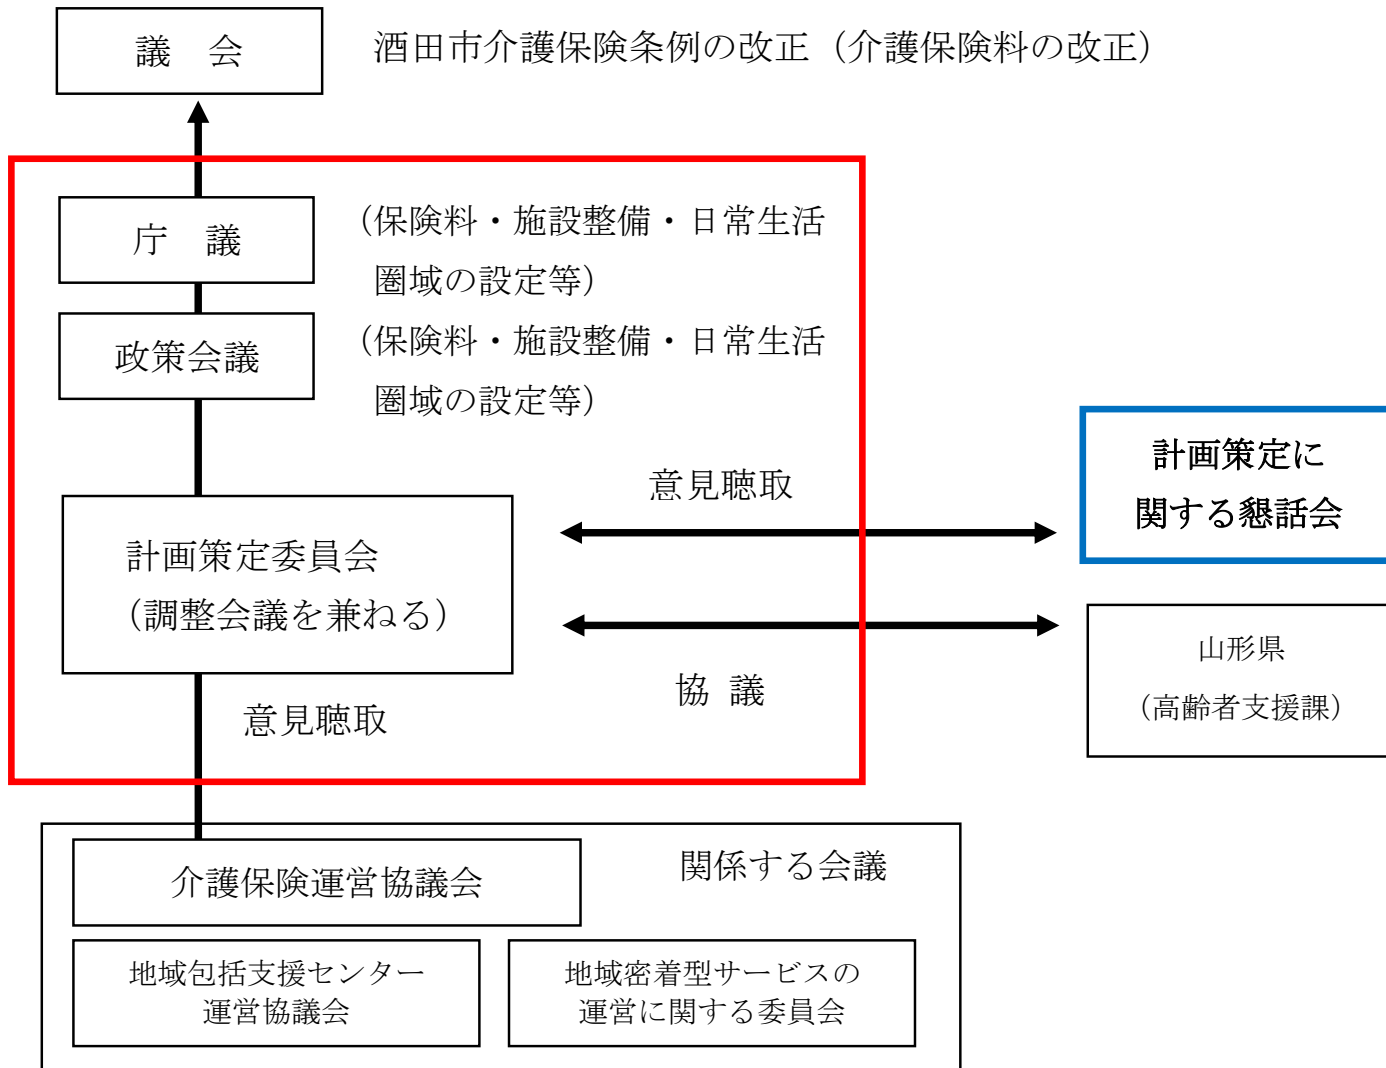 議　会
酒田市介護保険条例の改正（介護保険料の改正）
庁　議
（保険料・施設整備・日常生活
圏域の設定等）
政策会議
（保険料・施設整備・日常生活
圏域の設定等）
計画策定委員会
（調整会議を兼ねる）
意見聴取
計画策定に
関する懇話会
協 議
山形県
（高齢者支援課）
意見聴取
関係する会議
介護保険運営協議会
地域包括支援センター
運営協議会
地域密着型サービスの
運営に関する委員会